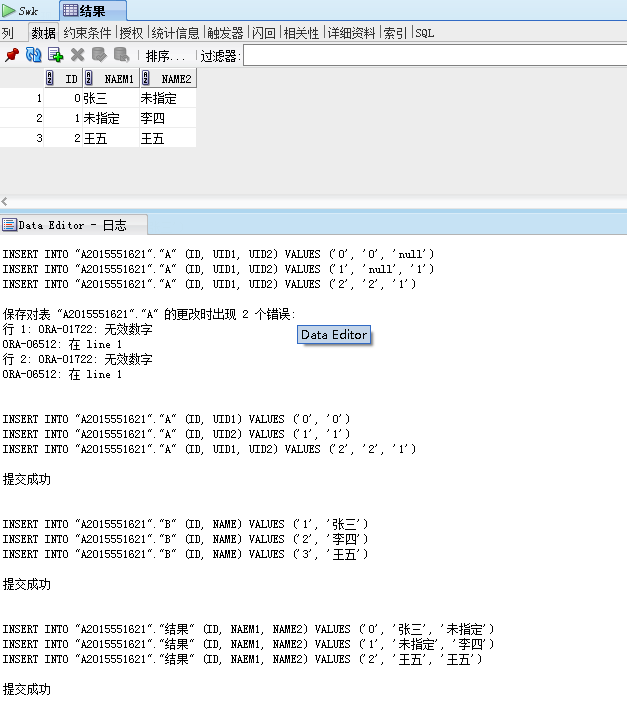 Swk 结果
列 数据 约束条件 授权 统计信息 触发器 闪回 相关性 详细资料 索引 SQL
排序... 过滤器:
ID NAEM1 NAME2
1 0 张三 未指定
2 1 未指定 李四
3 2 王五 王五
Data Editor - 日志
INSERT INTO "A2015551621"."A" (ID, UID1, UID2) VALUES ('0', '0', 'null')
INSERT INTO "A2015551621"."A" (ID, UID1, UID2) VALUES ('1', 'null', '1')
INSERT INTO "A2015551621"."A" (ID, UID1, UID2) VALUES ('2', '2', '1')
保存对表 "A2015551621"."A" 的更改时出现 2 个错误:
行 1: ORA-01722: 无效数字
Data Editor
ORA-06512: 在 line 1
行 2: ORA-01722: 无效数字
ORA-06512: 在 line 1
INSERT INTO "A2015551621"."A" (ID, UID1) VALUES ('0', '0')
INSERT INTO "A2015551621"."A" (ID, UID2) VALUES ('1', '1')
INSERT INTO "A2015551621"."A" (ID, UID1, UID2) VALUES ('2', '2', '1')
提交成功
INSERT INTO "A2015551621"."B" (ID, NAME) VALUES ('1', '张三')
INSERT INTO "A2015551621"."B" (ID, NAME) VALUES ('2', '李四')
INSERT INTO "A2015551621"."B" (ID, NAME) VALUES ('3', '王五')
提交成功
INSERT INTO "A2015551621"."结果" (ID, NAEM1, NAME2) VALUES ('0', '张三', '未指定')
INSERT INTO "A2015551621"."结果" (ID, NAEM1, NAME2) VALUES ('1', '未指定', '李四')
INSERT INTO "A2015551621"."结果" (ID, NAEM1, NAME2) VALUES ('2', '王五', '王五')
提交成功